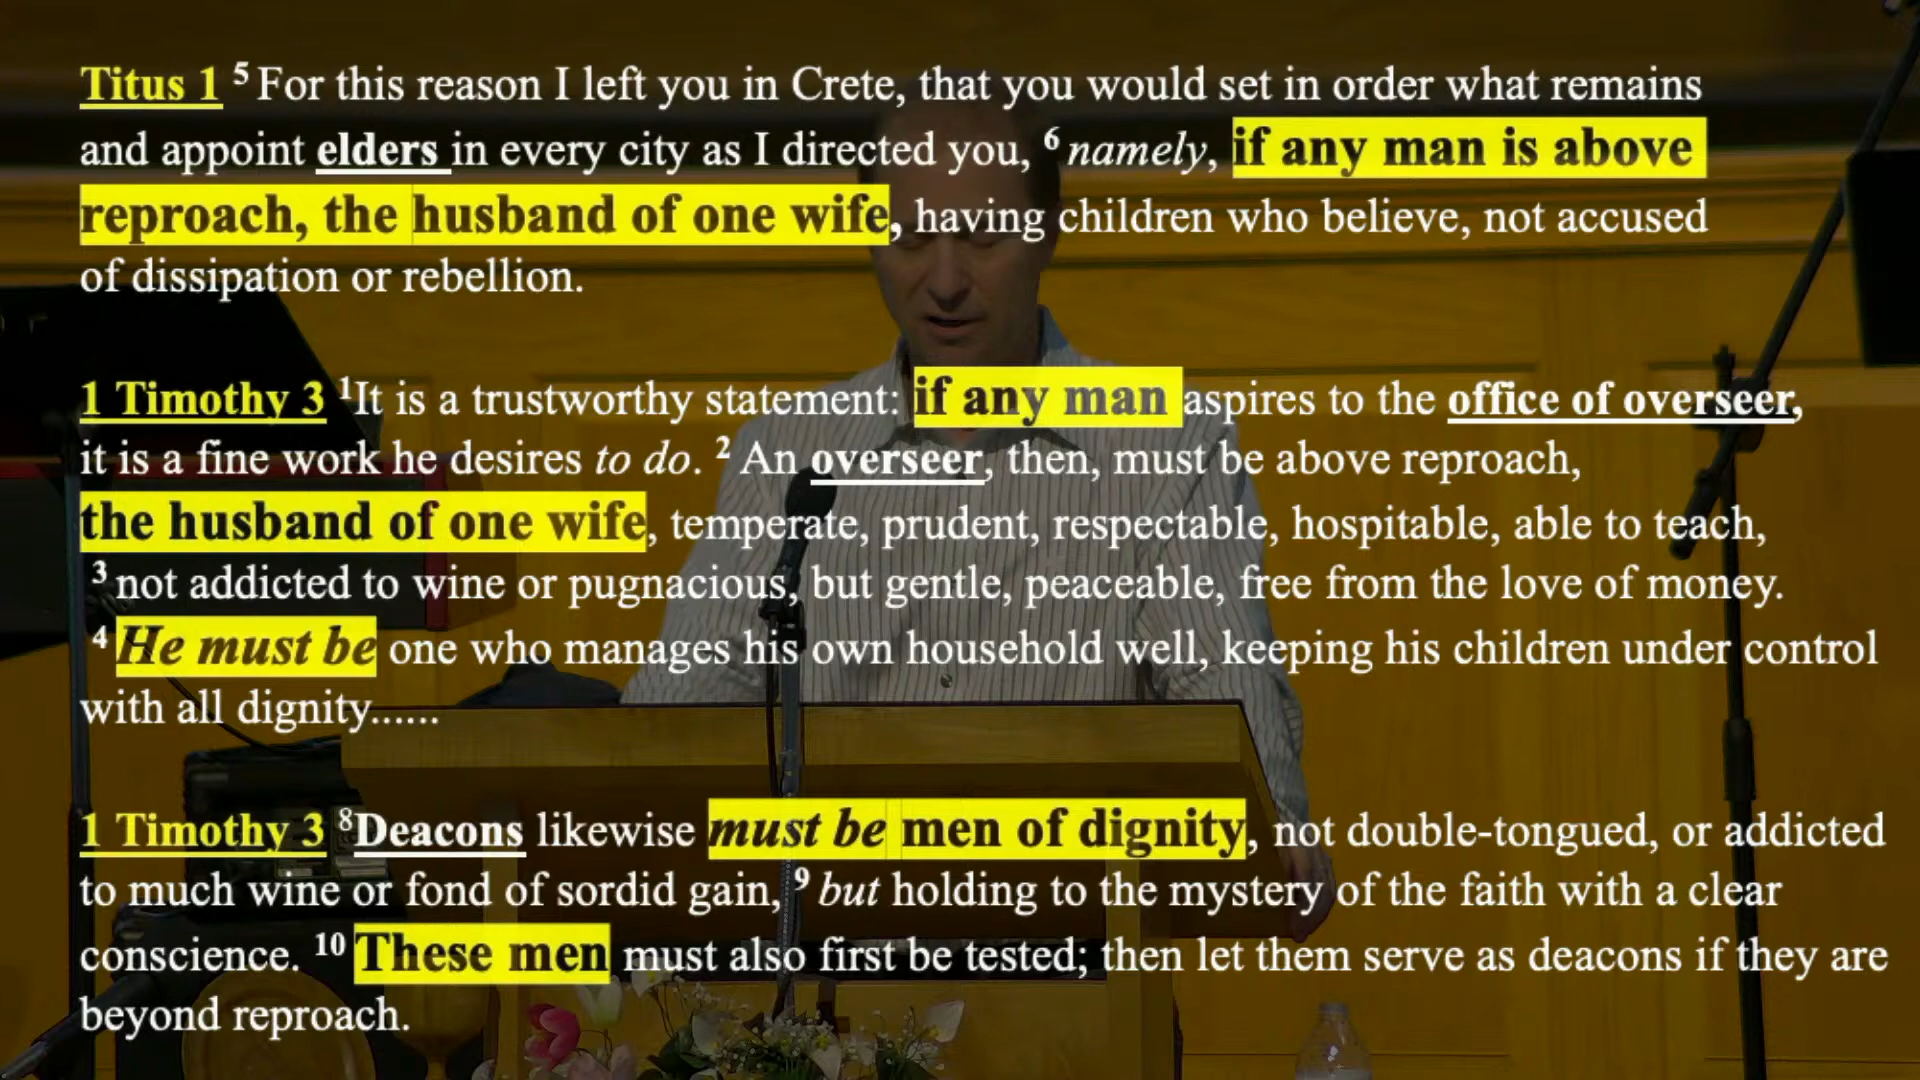 Titus 1 5 For this reason I left you in Crete, that you would set in order what remains
and appoint elders in every city as I directed you, 6 namely, if any man is above
reproach, the husband of one wife, having children who believe, not accused
of dissipation or rebellion.
1 Timothy 3 1It is a trustworthy statement: if any man aspires to the office of overseer,
it is a fine work he desires to do. 2 An overseer, then, must be above reproach,
the husband of one wife, temperate, prudent, respectable, hospitable, able to teach,
3 not addicted to wine or pugnacious, but gentle, peaceable, free from the love of money.
4 He must be one who manages his own household well, keeping his children under control
with all dignity......
1 Timothy 3 8Deacons likewise must be men of dignity, not double-tongued, or addicted
to much wine or fond of sordid gain, 9 but holding to the mystery of the faith with a clear
conscience. 10 These men must also first be tested; then let them serve as deacons if they are
beyond reproach.